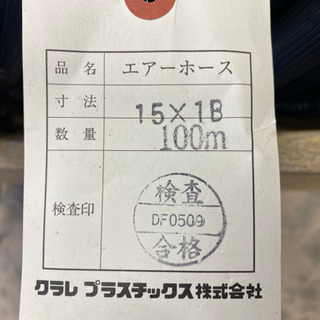 品名 エアーホース
寸法 15×1B
数量 100m
検査印 検査
DF0509
合格
クラレ プラスチックス株式会社